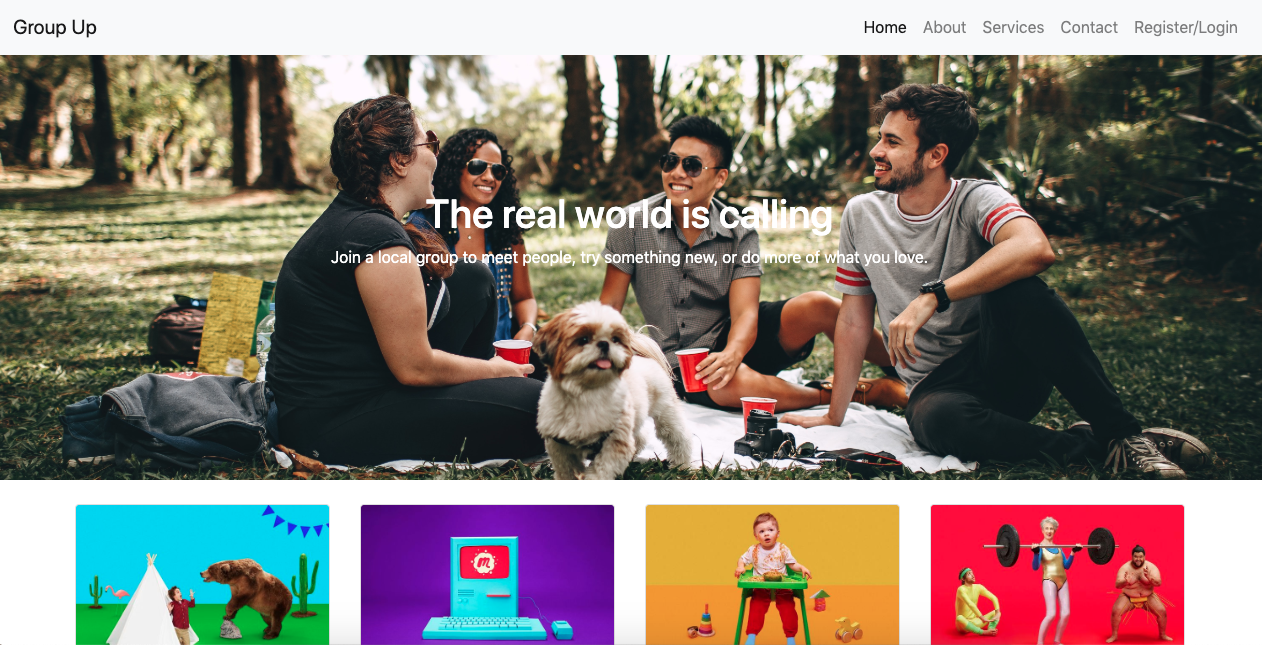 Group Up
Home About Services Contact Register/Login
The real world is calling
Join a local group to meet people, try something new, or do more of what you love.
m